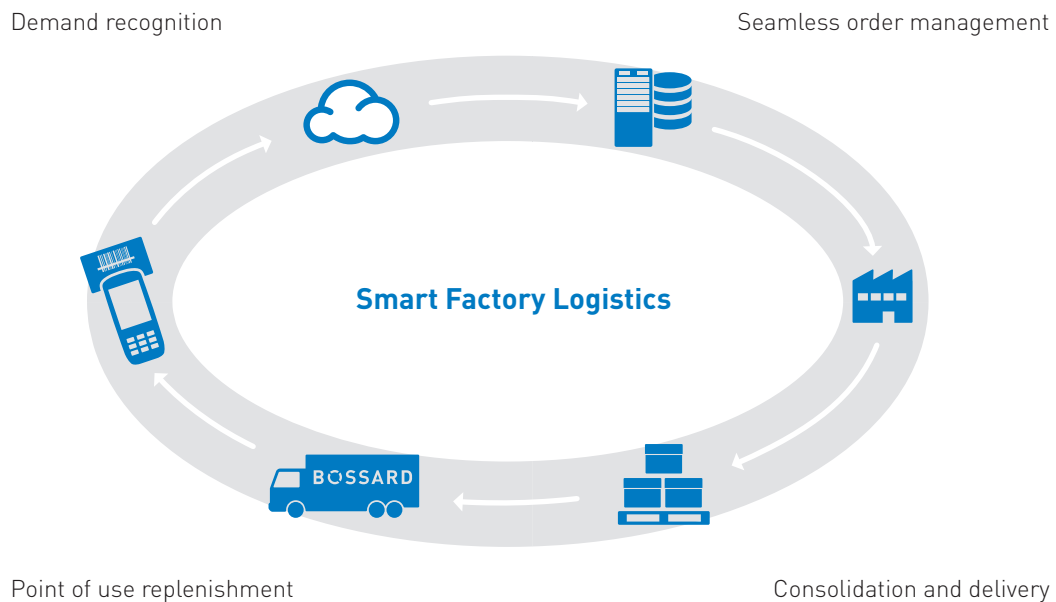 Demand recognition
Seamless order management
Smart Factory Logistics
BOSSARD
Point of use replenishment
Consolidation and delivery